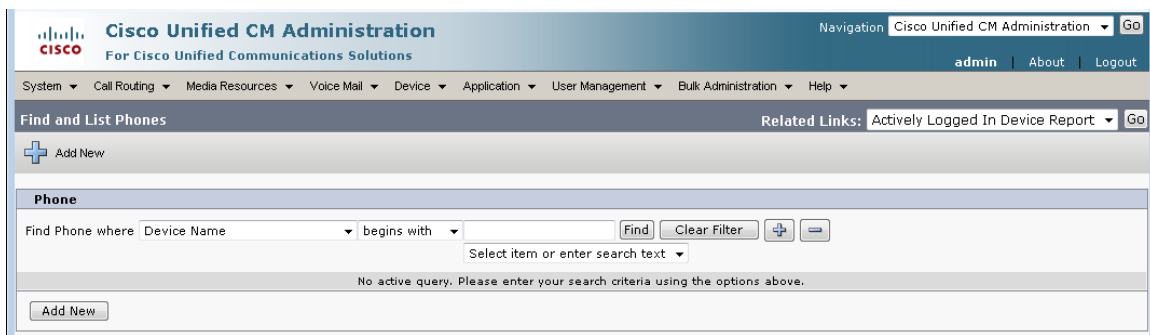 Cisco Unified CM Administration
Navigation Cisco Unified CM Administration Go
CISCO
For Cisco Unified Communications Solutions
admin | About | Logout
System Call Routing Media Resources Voice Mail Device Application User Management Bulk Administration Help
Find and List Phones Related Links: Actively Logged In Device Report Go
Add New
Phone
Find Phone where Device Name begins with Find Clear Filter
Select item or enter search text
No active query. Please enter your search criteria using the options above.
Add New